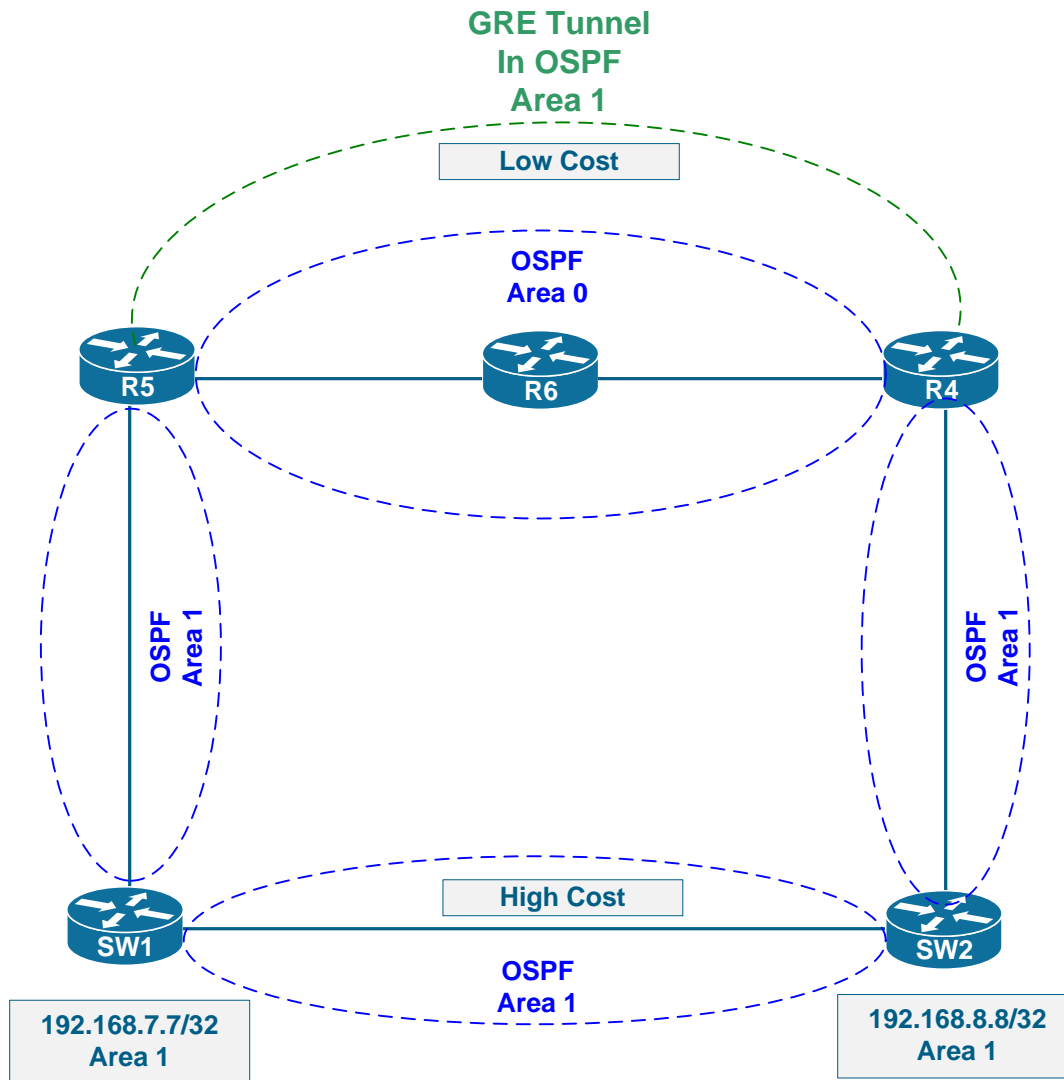 GRE Tunnel
In OSPF
Area 1
Low Cost
OSPF
Area 0
R5
R6
R4
OSPF
Area 1
OSPF
Area 1
High Cost
SW1
SW2
OSPF
Area 1
192.168.7.7/32
Area 1
192.168.8.8/32
Area 1